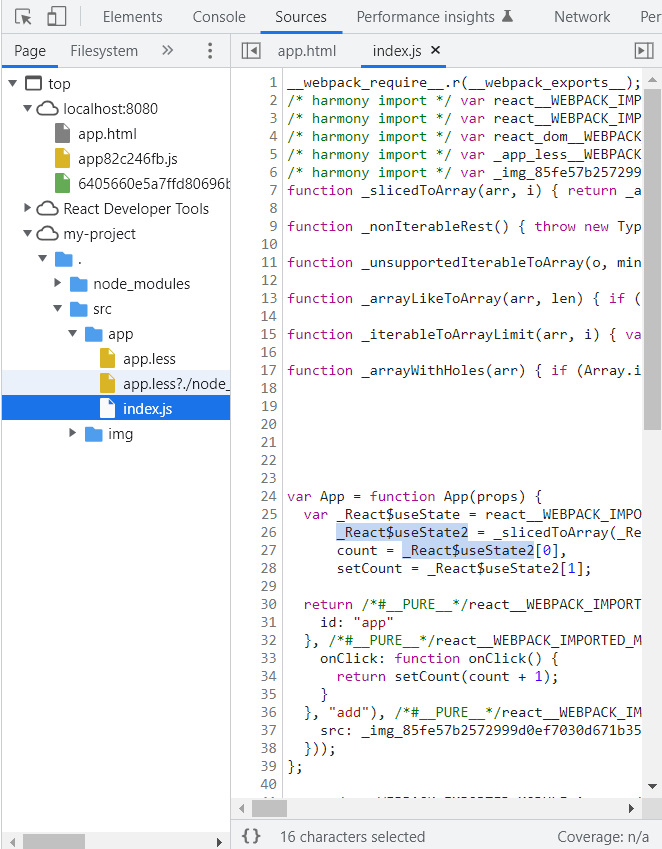 Elements Console Sources Performance insights Network Per
Page Filesystem » app.html index.js ×
top
localhost:8080
app.html
app82c246fb.js
6405660e5a7ffd80696b
React Developer Tools
my-project
.
node_modules
src
app
app.less
app.less?./node_
index.js
img
1 __webpack_require__.r(__webpack_exports__);
2 /* harmony import */ var react__WEBPACK_IMP
3 /* harmony import */ var react__WEBPACK_IMP
4 /* harmony import */ var react_dom__WEBPACK
5 /* harmony import */ var _app_less__WEBPACK
6 /* harmony import */ var _img_85fe57b257299
7 function _slicedToArray(arr, i) { return _a
8
9 function _nonIterableRest() { throw new Typ
10
11 function _unsupportedIterableToArray(o, min
12
13 function _arrayLikeToArray(arr, len) { if (
14
15 function _iterableToArrayLimit(arr, i) { va
16
17 function _arrayWithHoles(arr) { if (Array.i
18
19
20
21
22
23
24 var App = function App(props) {
25 var _React$useState = react__WEBPACK_IMPO
26 _React$useState2 = _slicedToArray(_Re
27 count = _React$useState2[0],
28 setCount = _React$useState2[1];
29
30 return /*#__PURE__*/react__WEBPACK_IMPORT
31 id: "app"
32 }, /*#__PURE__*/react__WEBPACK_IMPORTED_M
33 onClick: function onClick() {
34 return setCount(count + 1);
35 }
36 }, "add"), /*#__PURE__*/react__WEBPACK_IM
37 src: _img_85fe57b2572999d0ef7030d671b35
38 }));
39 };
40
{} 16 characters selected Coverage: n/a